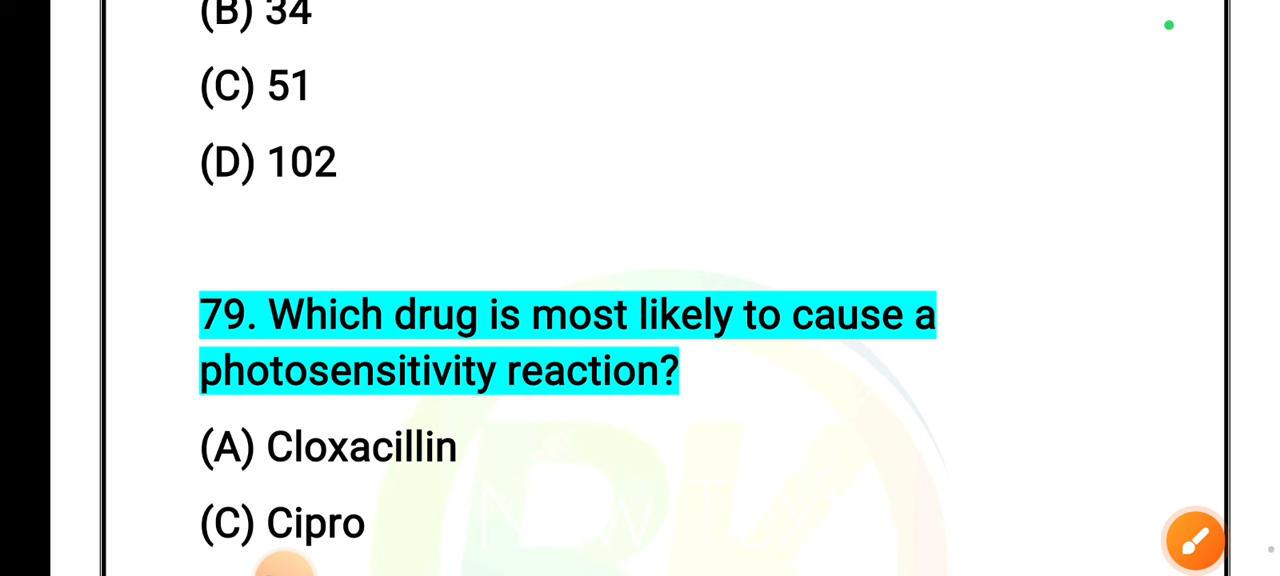 (B) 34
(C) 51
(D) 102
79. Which drug is most likely to cause a
photosensitivity reaction?
(A) Cloxacillin
(C) Cipro